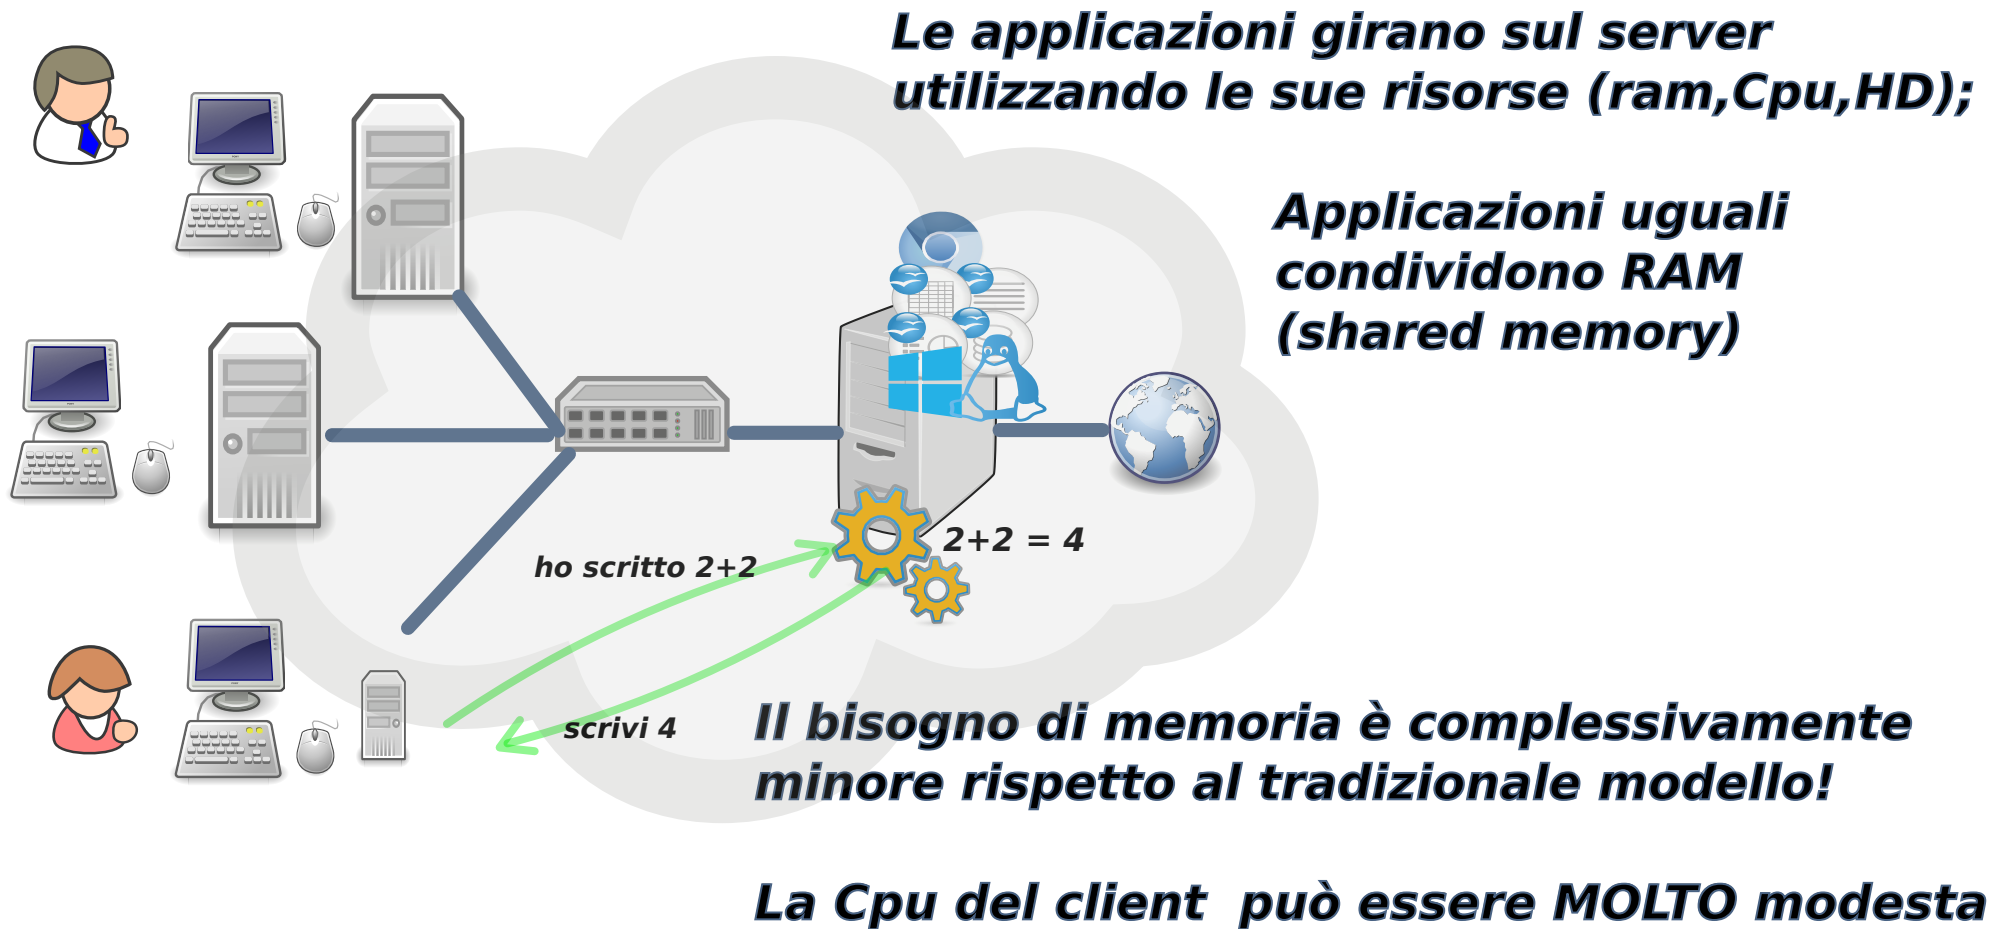 Le applicazioni girano sul server
utilizzando le sue risorse (ram,Cpu,HD);
Applicazioni uguali
condividono RAM
(shared memory)
2+2 = 4
ho scritto 2+2
scrivi 4
Il bisogno di memoria è complessivamente
minore rispetto al tradizionale modello!
La Cpu del client  può essere MOLTO modesta